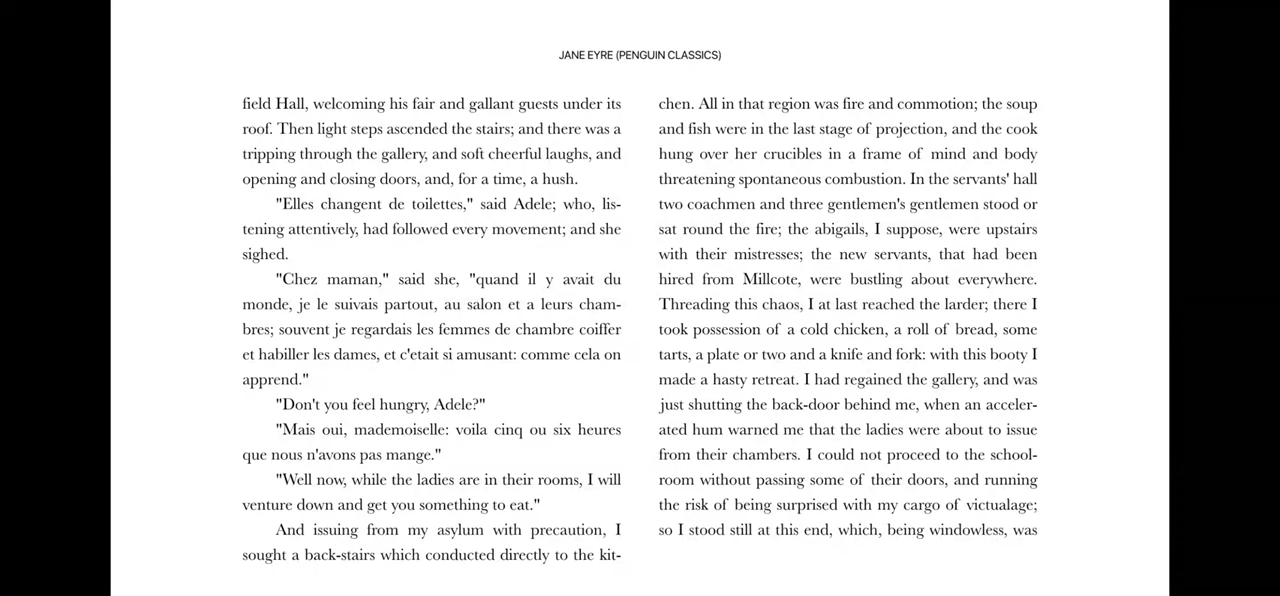 JANE EYRE (PENGUIN CLASSICS)
field Hall, welcoming his fair and gallant guests under its
roof. Then light steps ascended the stairs; and there was a
tripping through the gallery, and soft cheerful laughs, and
opening and closing doors, and, for a time, a hush.
"Elles changent de toilettes," said Adele; who, lis-
tening attentively, had followed every movement; and she
sighed.
"Chez maman," said she, "quand il y avait du
monde, je le suivais partout, au salon et a leurs cham-
bres; souvent je regardais les femmes de chambre coiffer
et habiller les dames, et c'etait si amusant: comme cela on
apprend."
"Don't you feel hungry, Adele?"
"Mais oui, mademoiselle: voila cinq ou six heures
que nous n'avons pas mange."
"Well now, while the ladies are in their rooms, I will
venture down and get you something to eat."
And issuing from my asylum with precaution, I
sought a back-stairs which conducted directly to the kit-
chen. All in that region was fire and commotion; the soup
and fish were in the last stage of projection, and the cook
hung over her crucibles in a frame of mind and body
threatening spontaneous combustion. In the servants' hall
two coachmen and three gentlemen's gentlemen stood or
sat round the fire; the abigails, I suppose, were upstairs
with their mistresses; the new servants, that had been
hired from Millcote, were bustling about everywhere.
Threading this chaos, I at last reached the larder; there I
took possession of a cold chicken, a roll of bread, some
tarts, a plate or two and a knife and fork: with this booty I
made a hasty retreat. I had regained the gallery, and was
just shutting the back-door behind me, when an acceler-
ated hum warned me that the ladies were about to issue
from their chambers. I could not proceed to the school-
room without passing some of their doors, and running
the risk of being surprised with my cargo of victualage;
so I stood still at this end, which, being windowless, was